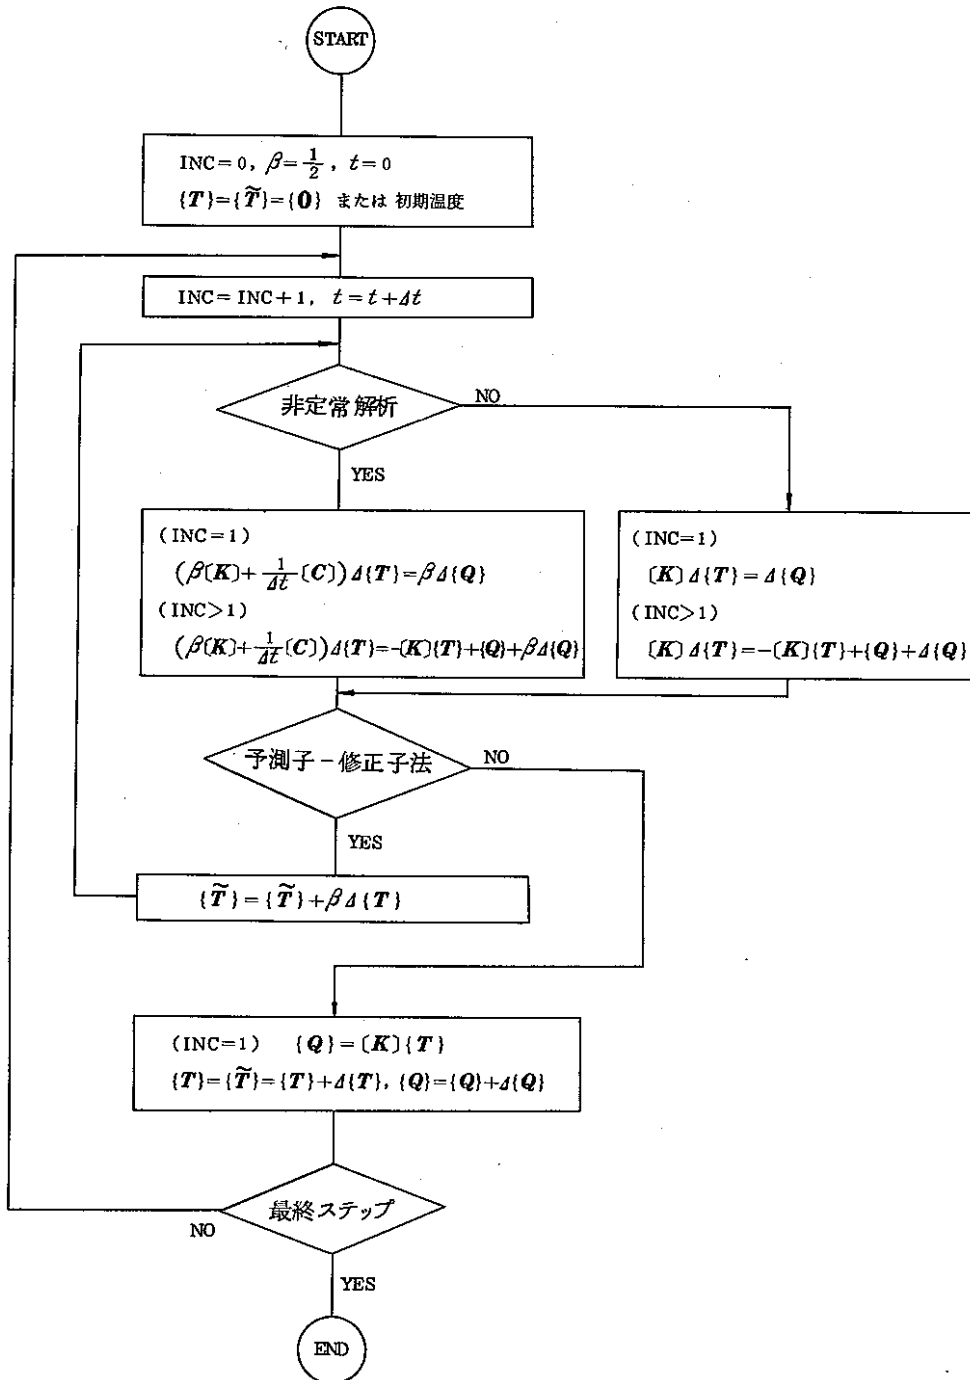 START
INC=0, β=1/2, t=0
{T}={T̃}={0} または 初期温度
INC=INC+1, t=t+Δt
非定常解析
NO
YES
(INC=1)
(β[K]+1/Δt[C])Δ{T}=βΔ{Q}
(INC>1)
(β[K]+1/Δt[C])Δ{T}=-[K]{T}+{Q}+βΔ{Q}
(INC=1)
[K]Δ{T}=Δ{Q}
(INC>1)
[K]Δ{T}=-[K]{T}+{Q}+Δ{Q}
予測子-修正子法
NO
YES
{T̃}={T̃}+βΔ{T}
(INC=1) {Q}=[K]{T}
{T}={T̃}={T}+Δ{T}, {Q}={Q}+Δ{Q}
最終ステップ
NO
YES
END